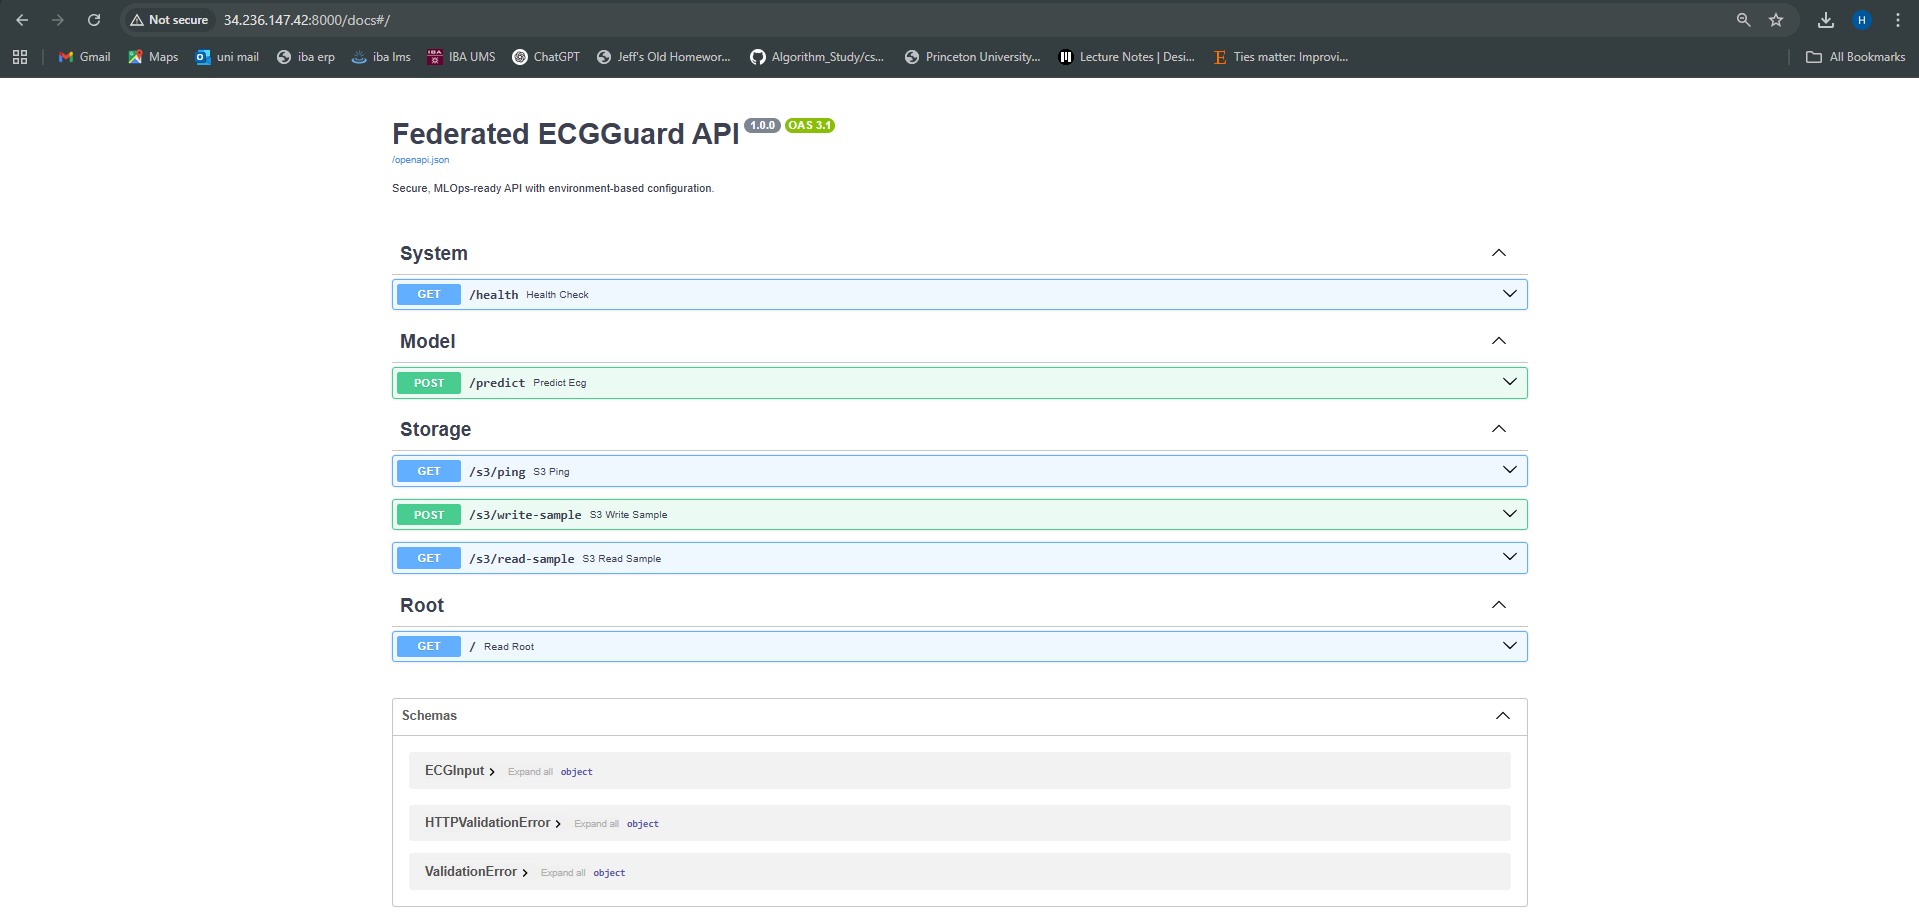 Not secure 34.236.147.42:8000/docs#/
H
Gmail Maps uni mail iba erp iba lms IBA UMS ChatGPT Jeff's Old Homewor... Algorithm_Study/cs... Princeton University... Lecture Notes | Desi... Ties matter: Improvi... All Bookmarks
Federated ECGGuard API 1.0.0 OAS 3.1
/openapi.json
Secure, MLOps-ready API with environment-based configuration.
System
GET /health Health Check
Model
POST /predict Predict Ecg
Storage
GET /s3/ping S3 Ping
POST /s3/write-sample S3 Write Sample
GET /s3/read-sample S3 Read Sample
Root
GET / Read Root
Schemas
ECGInput Expand all object
HTTPValidationError Expand all object
ValidationError Expand all object